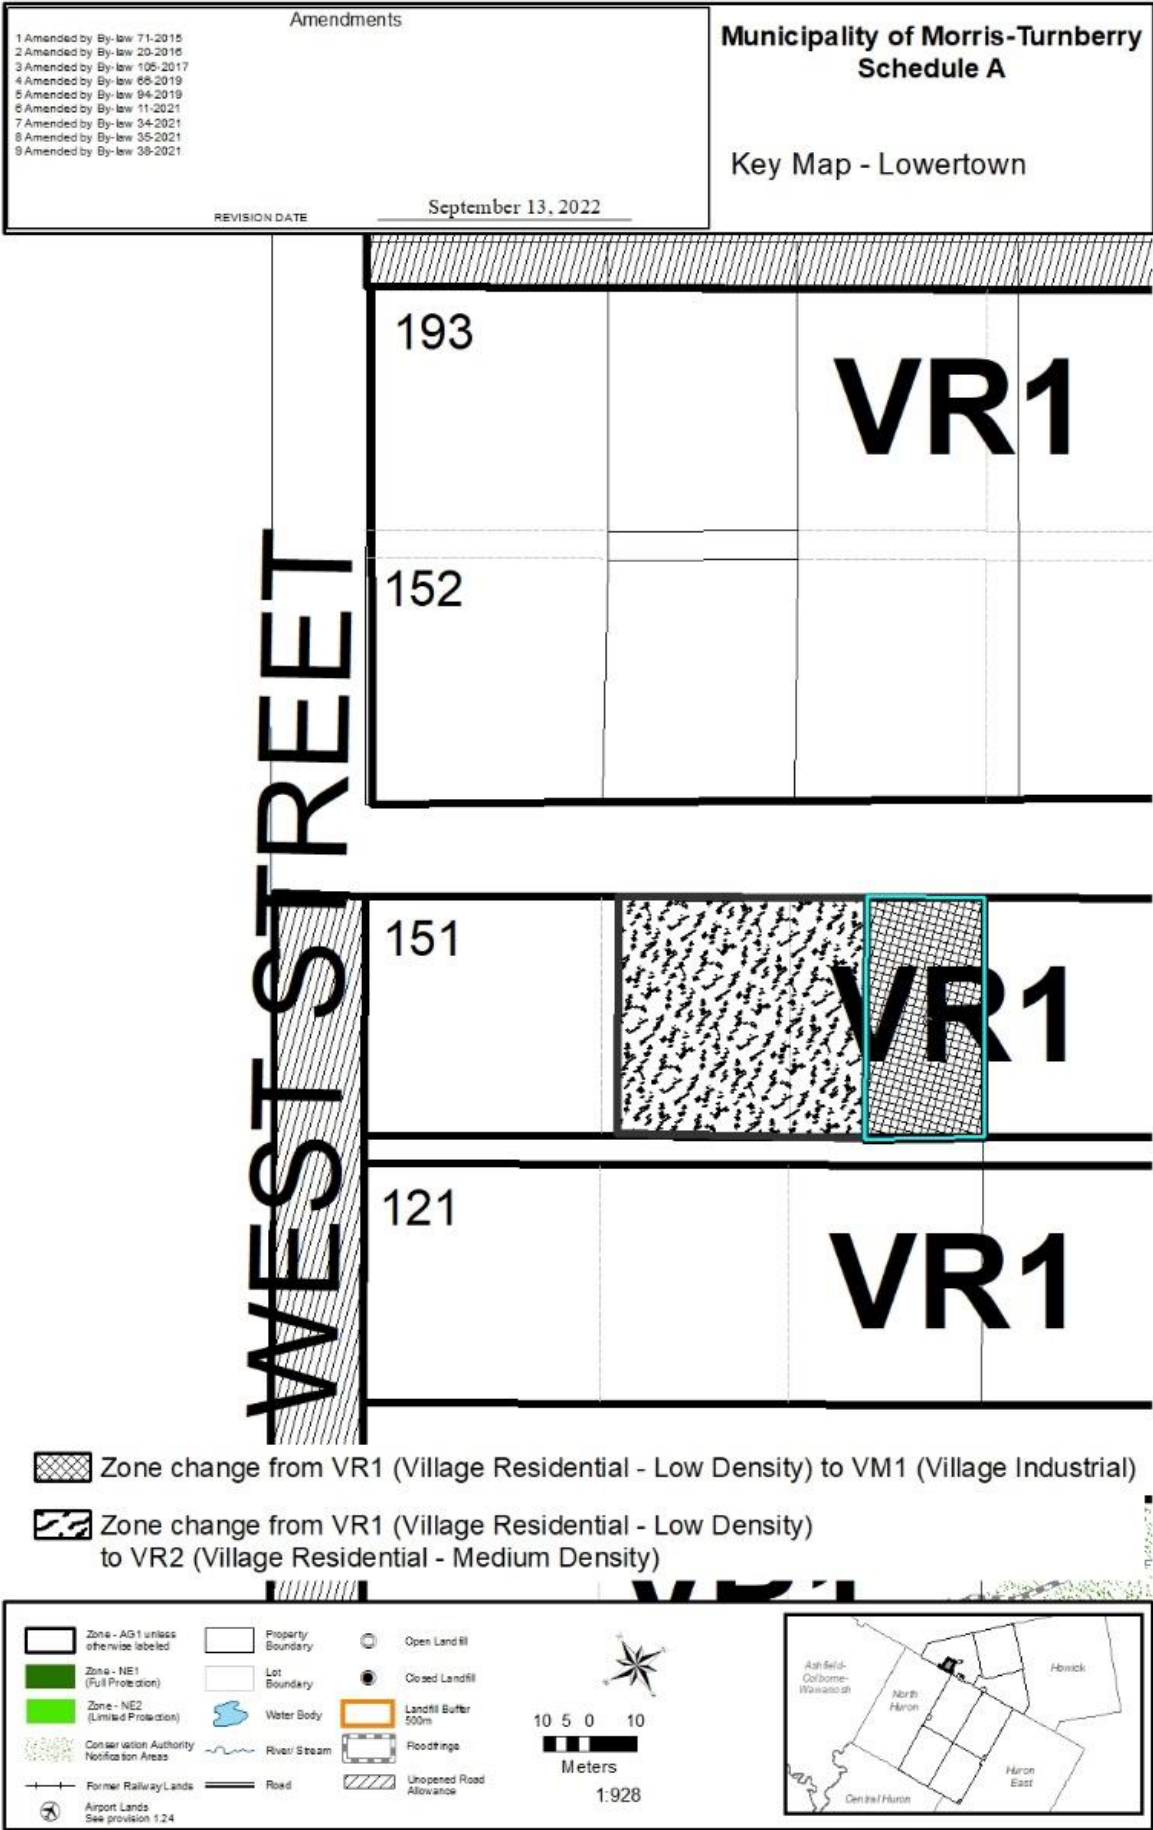 Amendments
1 Amended by By-law 71-2015
2 Amended by By-law 20-2016
3 Amended by By-law 106-2017
4 Amended by By-law 66-2019
5 Amended by By-law 94-2019
6 Amended by By-law 11-2021
7 Amended by By-law 34-2021
8 Amended by By-law 35-2021
9 Amended by By-law 38-2021
REVISION DATE September 13, 2022
Municipality of Morris-Turnberry
Schedule A
Key Map - Lowertown
193
VR1
152
WEST STREET
151
VR1
121
VR1
Zone change from VR1 (Village Residential - Low Density) to VM1 (Village Industrial)
Zone change from VR1 (Village Residential - Low Density)
to VR2 (Village Residential - Medium Density)
Zone - AG1 unless
otherwise labeled
Zone - NE1
(Full Protection)
Zone - NE2
(Limited Protection)
Conservation Authority
Notification Areas
Former Railway Lands
Airport Lands
See provision 1.24
Property
Boundary
Lot
Boundary
Water Body
River/ Stream
Road
Open Landfill
Closed Landfill
Landfill Buffer
500m
Floodfringe
Unopened Road
Allowance
10 5 0 10
Meters
1:928
Ashfield-
Colborne-
Wawanosh
North
Huron
Howick
Huron
East
Central Huron